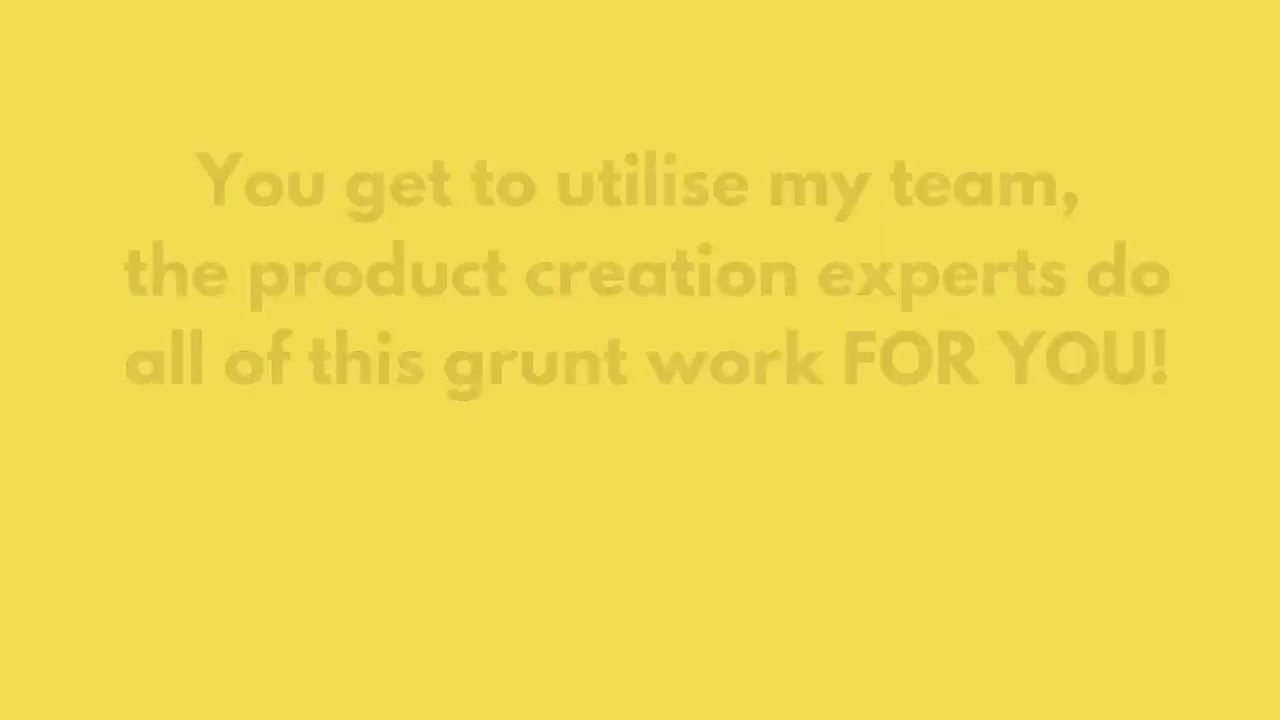 You get to utilise my team,
the product creation experts do
all of this grunt work FOR YOU!